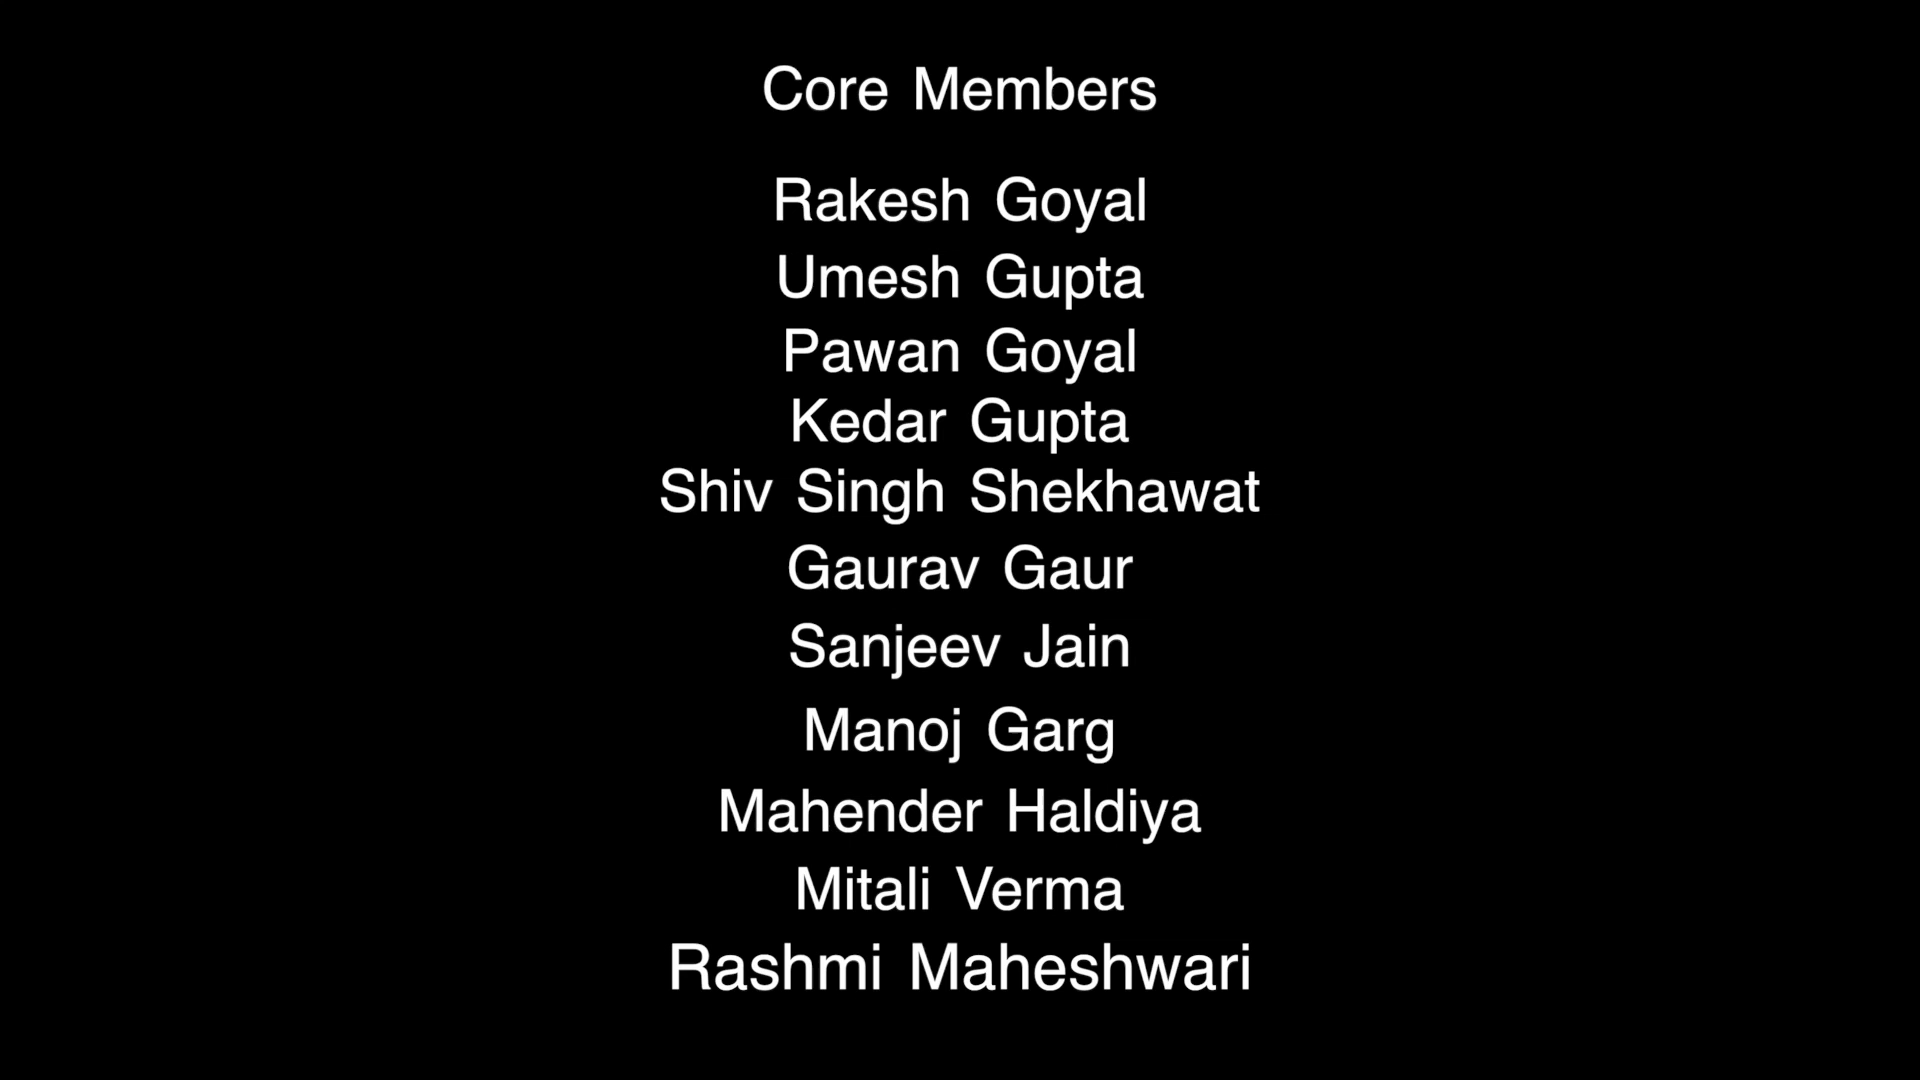 Core Members
Rakesh Goyal
Umesh Gupta
Pawan Goyal
Kedar Gupta
Shiv Singh Shekhawat
Gaurav Gaur
Sanjeev Jain
Manoj Garg
Mahender Haldiya
Mitali Verma
Rashmi Maheshwari